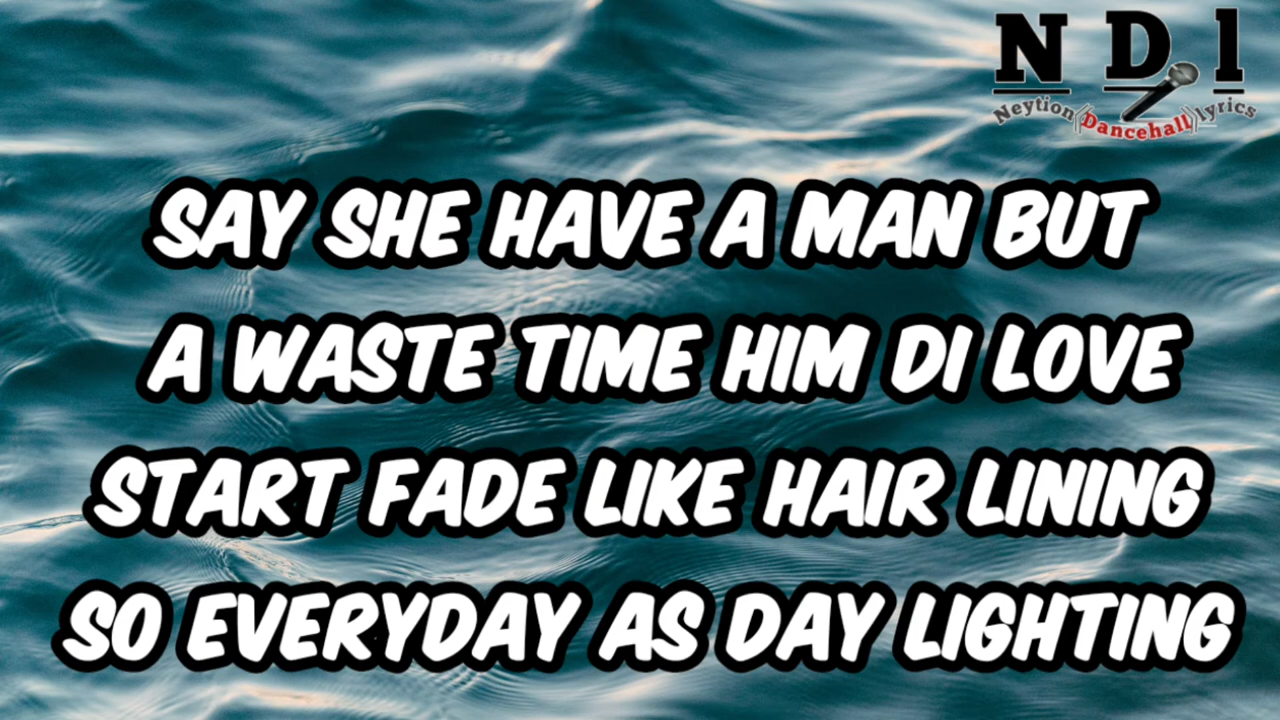 N D l
Neytion Dancehall lyrics
SAY SHE HAVE A MAN BUT
A WASTE TIME HIM DI LOVE
START FADE LIKE HAIR LINING
SO EVERYDAY AS DAY LIGHTING